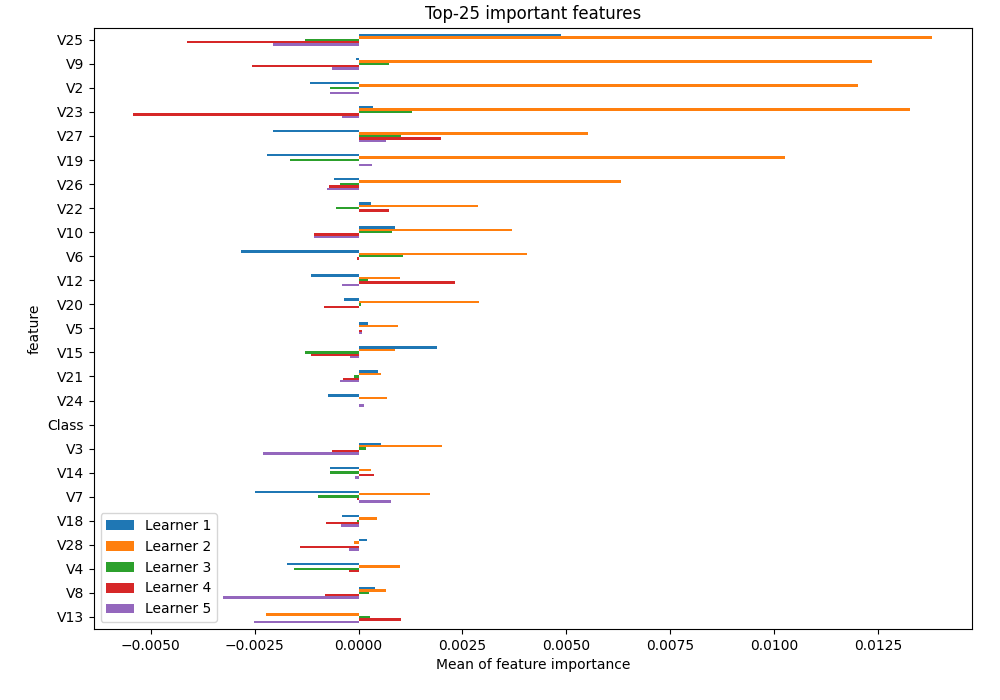 Top-25 important features
V25
V9
V2
V23
V27
V19
V26
V22
V10
V6
V12
V20
V5
V15
V21
V24
Class
V3
V14
V7
V18
V28
V4
V8
V13
feature
Learner 1
Learner 2
Learner 3
Learner 4
Learner 5
−0.0050 −0.0025 0.0000 0.0025 0.0050 0.0075 0.0100 0.0125
Mean of feature importance